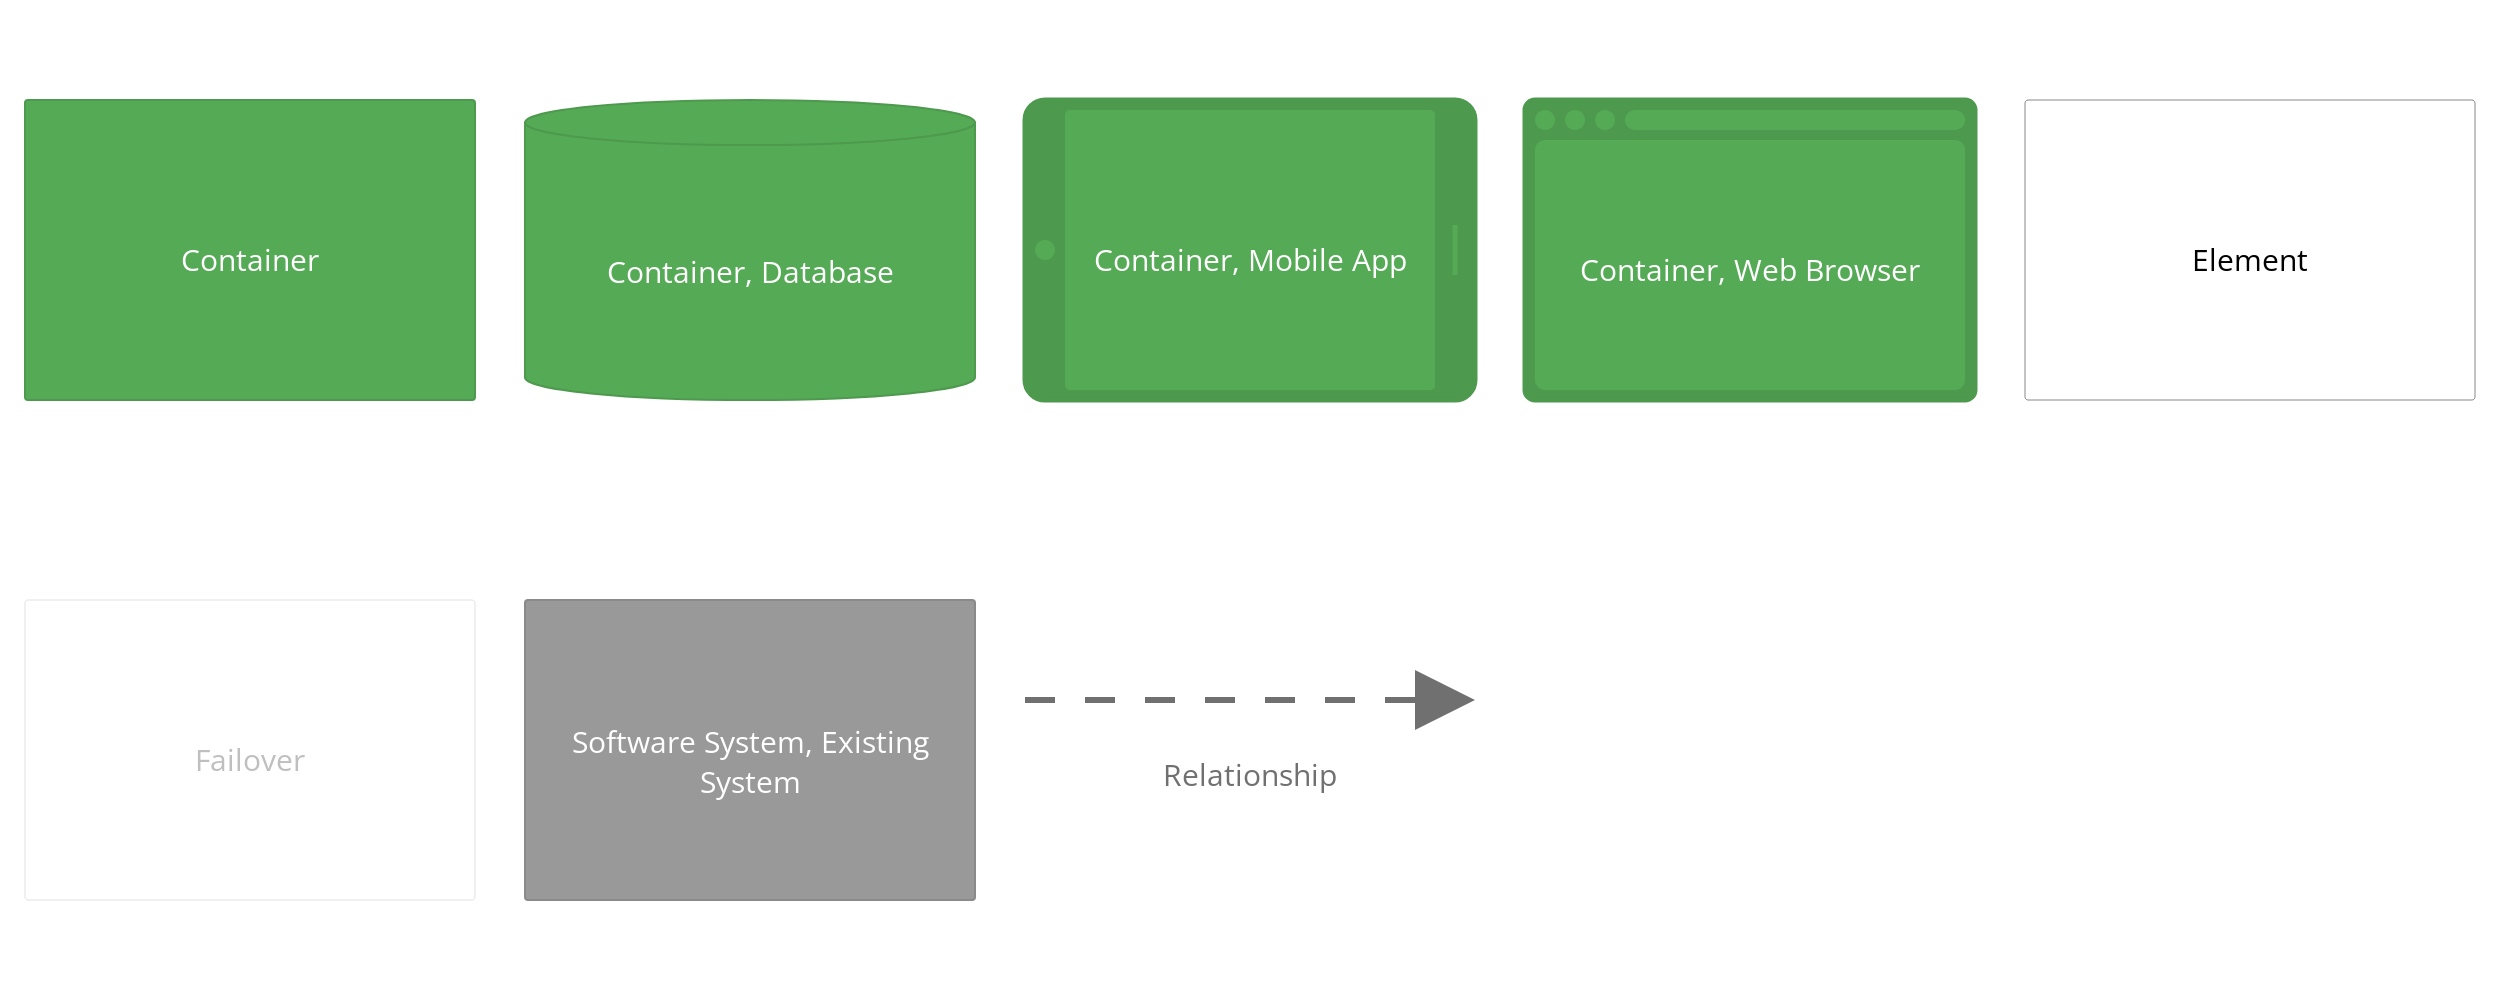 Container
Container, Database
Container, Mobile App
Container, Web Browser
Element
Failover
Software System, Existing
System
Relationship